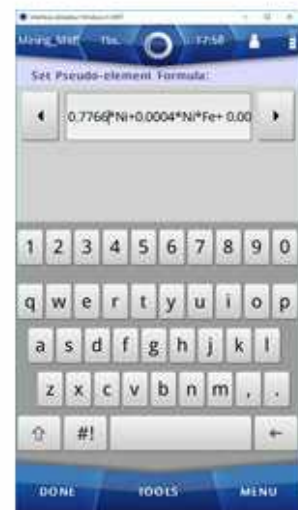 17:58
Set Pseudo-element Formula:
0.7766*Ni+0.0004*Ni*Fe+ 0.00
1 2 3 4 5 6 7 8 9 0
q w e r t y u i o p
a s d f g h j k l
z x c v b n m , .
#!
DONE TOOLS MENU